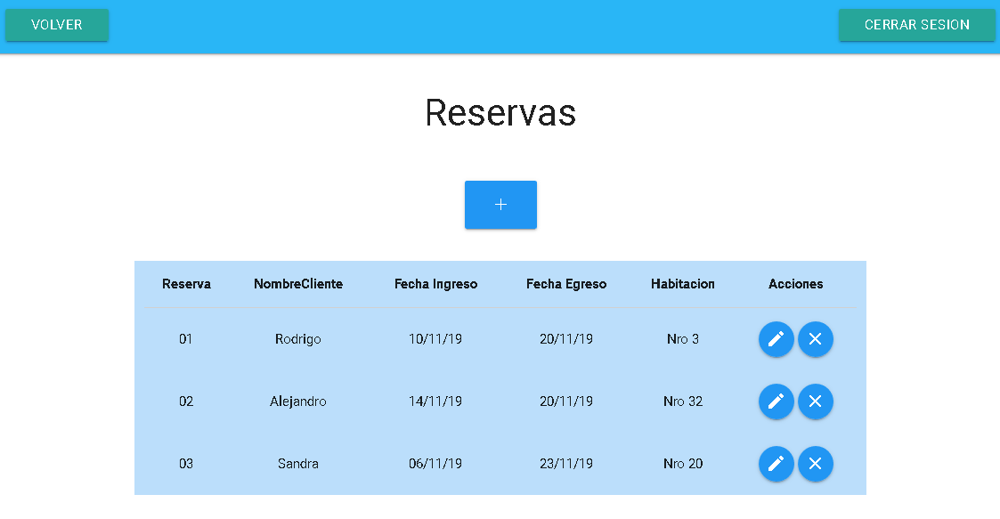 VOLVER CERRAR SESION
Reservas
+
Reserva NombreCliente Fecha Ingreso Fecha Egreso Habitacion Acciones
01 Rodrigo 10/11/19 20/11/19 Nro 3
02 Alejandro 14/11/19 20/11/19 Nro 32
03 Sandra 06/11/19 23/11/19 Nro 20